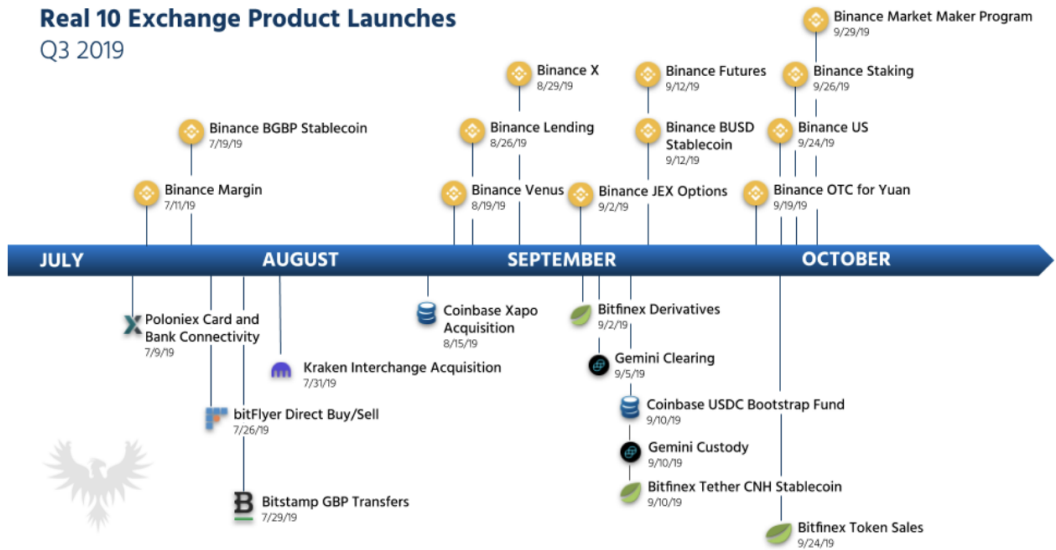 Real 10 Exchange Product Launches
Q3 2019
Binance Market Maker Program
9/29/19
Binance X
8/29/19
Binance Futures
9/12/19
Binance Staking
9/26/19
Binance BGBP Stablecoin
7/19/19
Binance Lending
8/26/19
Binance BUSD
Stablecoin
9/12/19
Binance US
9/24/19
Binance Margin
7/11/19
Binance Venus
8/19/19
Binance JEX Options
9/2/19
Binance OTC for Yuan
9/19/19
JULY
AUGUST
SEPTEMBER
OCTOBER
Poloniex Card and
Bank Connectivity
7/9/19
Coinbase Xapo
Acquisition
8/15/19
Bitfinex Derivatives
9/2/19
Kraken Interchange Acquisition
7/31/19
Gemini Clearing
9/5/19
bitFlyer Direct Buy/Sell
7/26/19
Coinbase USDC Bootstrap Fund
9/10/19
Gemini Custody
9/10/19
Bitstamp GBP Transfers
7/29/19
Bitfinex Tether CNH Stablecoin
9/10/19
Bitfinex Token Sales
9/24/19